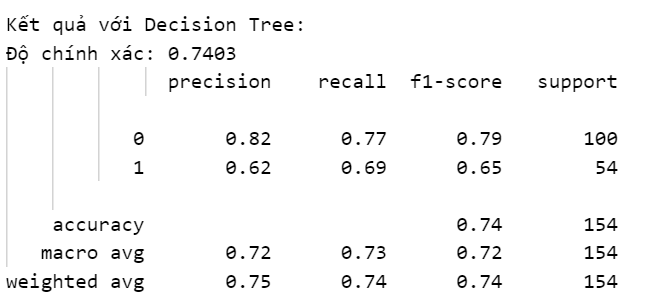 Kết quả với Decision Tree:
Độ chính xác: 0.7403
precision recall f1-score support
0 0.82 0.77 0.79 100
1 0.62 0.69 0.65 54
accuracy 0.74 154
macro avg 0.72 0.73 0.72 154
weighted avg 0.75 0.74 0.74 154